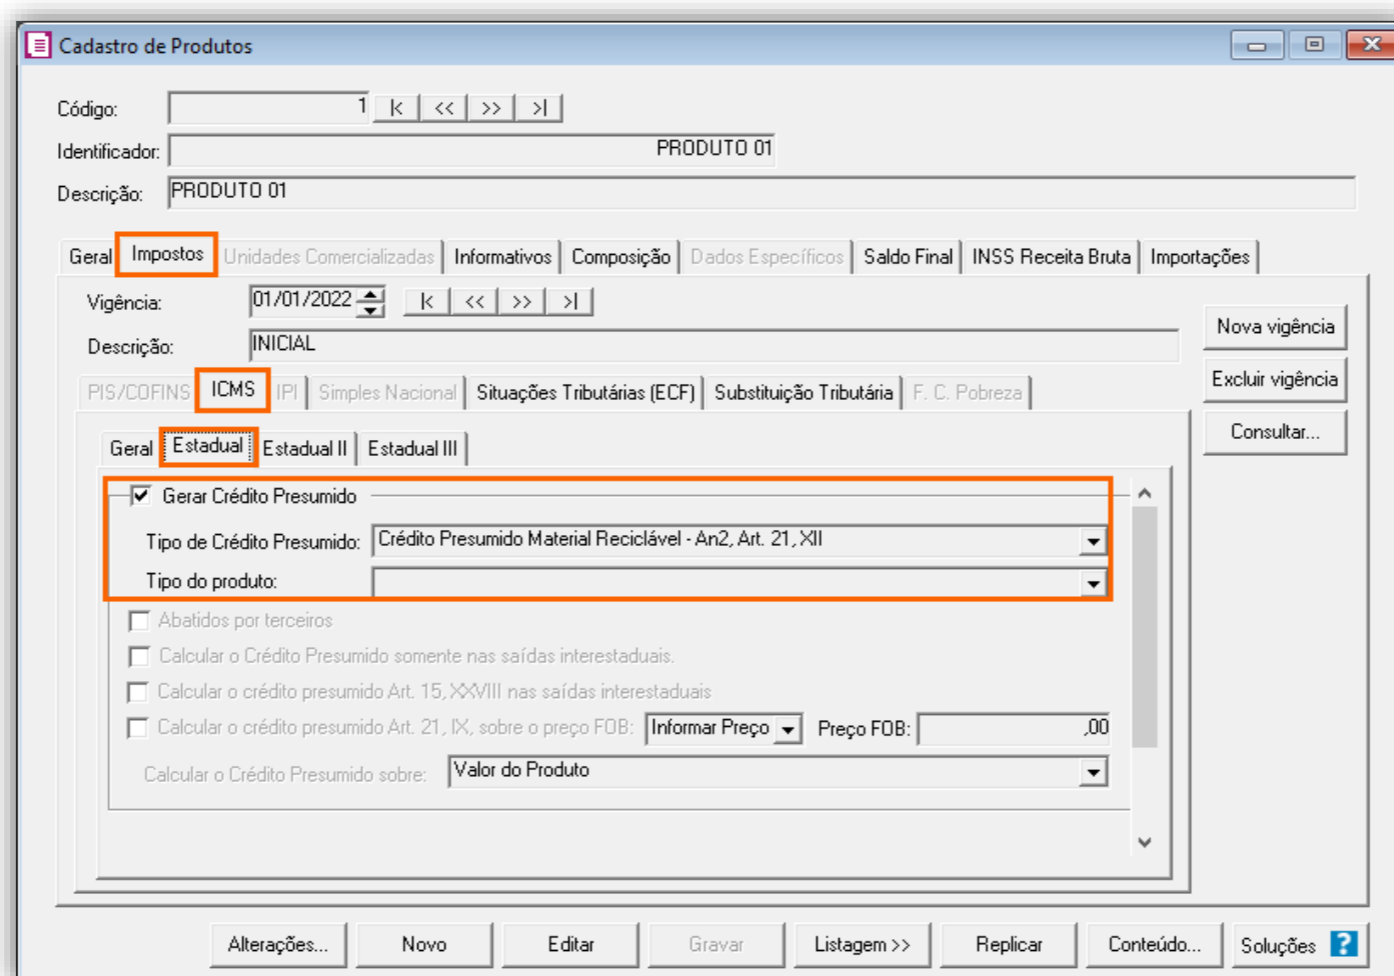 Cadastro de Produtos
Código: 1 |< << >> >|
Identificador: PRODUTO 01
Descrição: PRODUTO 01
Geral Impostos Unidades Comercializadas Informativos Composição Dados Específicos Saldo Final INSS Receita Bruta Importações
Vigência: 01/01/2022 |< << >> >|
Nova vigência
Descrição: INICIAL
Excluir vigência
PIS/COFINS ICMS IPI Simples Nacional Situações Tributárias (ECF) Substituição Tributária F. C. Pobreza
Consultar...
Geral Estadual Estadual II Estadual III
Gerar Crédito Presumido
Tipo de Crédito Presumido: Crédito Presumido Material Reciclável - An2, Art. 21, XII
Tipo do produto:
Abatidos por terceiros
Calcular o Crédito Presumido somente nas saídas interestaduais.
Calcular o crédito presumido Art. 15, XXVIII nas saídas interestaduais
Calcular o crédito presumido Art. 21, IX, sobre o preço FOB: Informar Preço Preço FOB: ,00
Calcular o Crédito Presumido sobre: Valor do Produto
Alterações... Novo Editar Gravar Listagem >> Replicar Conteúdo... Soluções ?